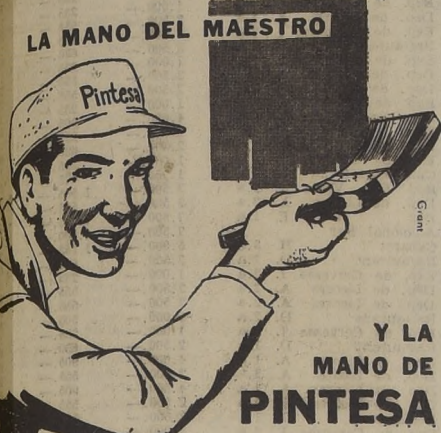 LA MANO DEL MAESTRO
Pintesa
Grant
Y LA
MANO DE
PINTESA